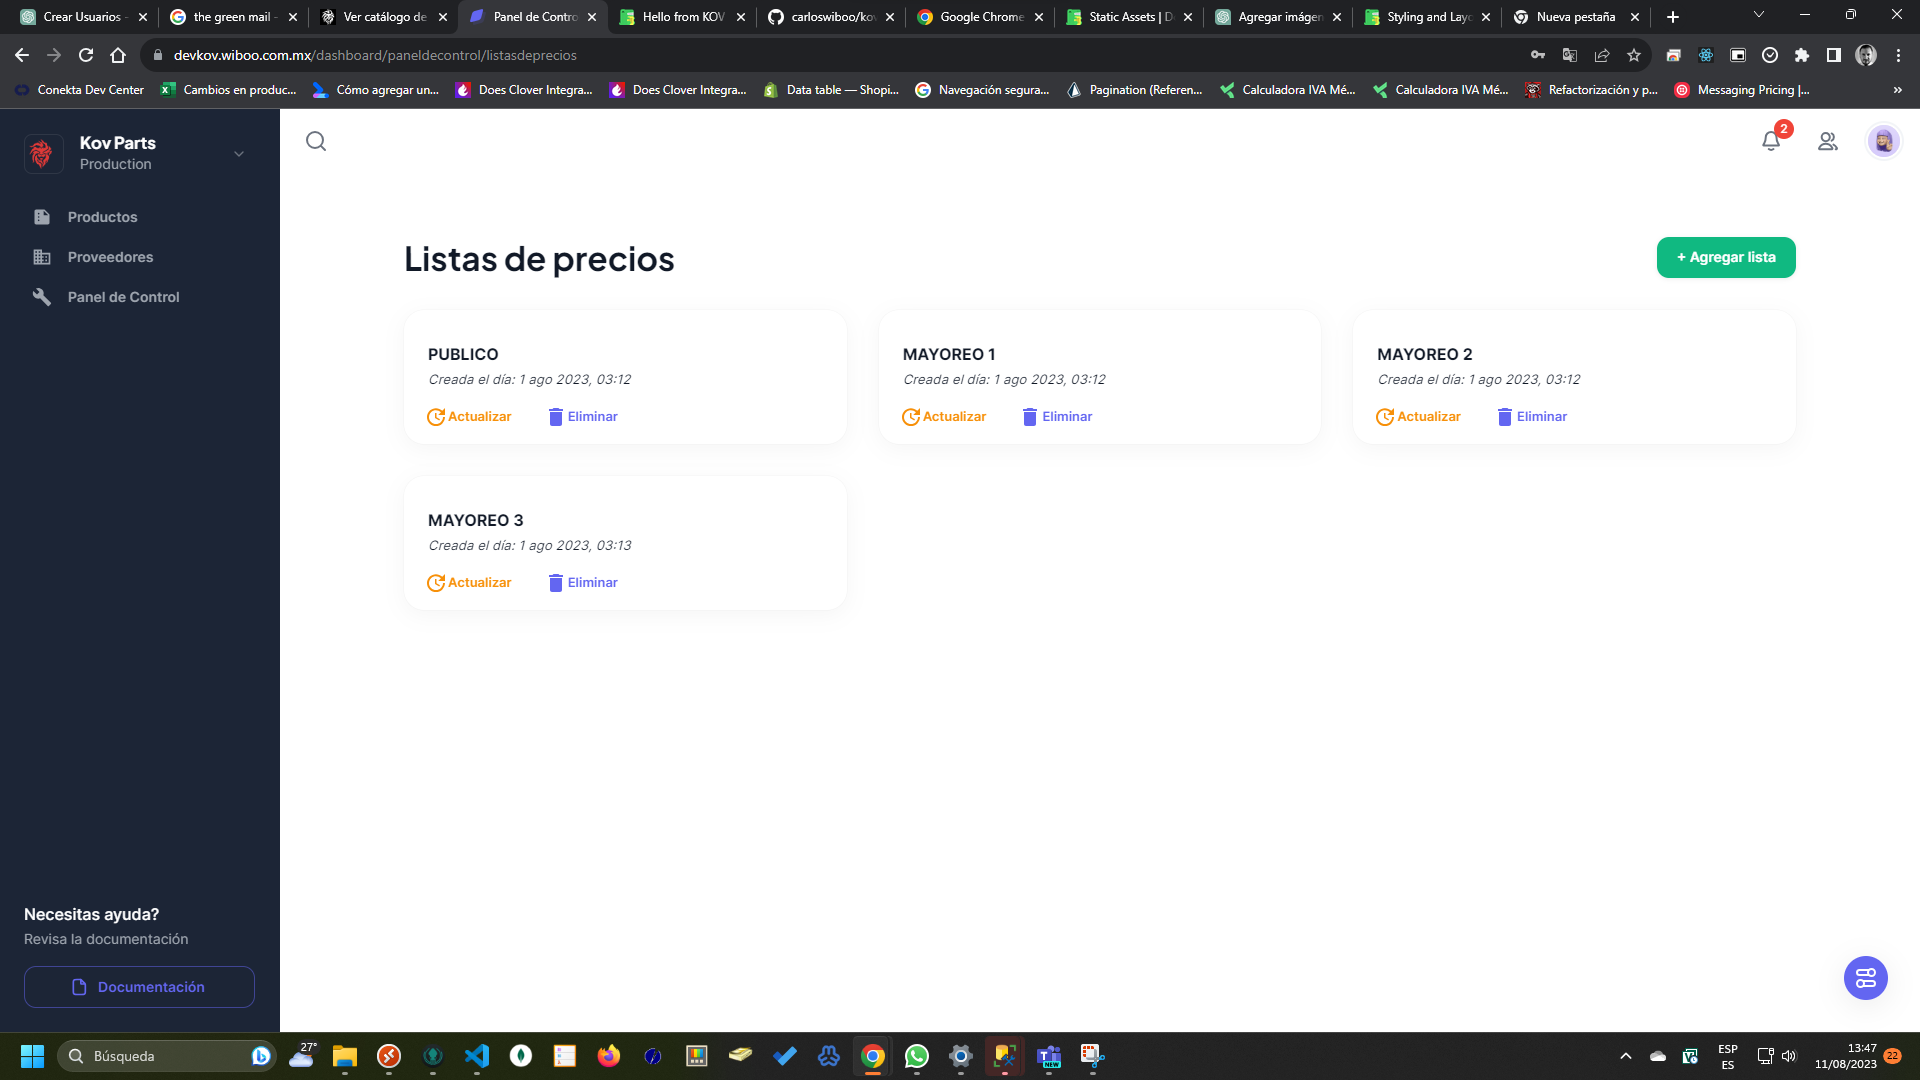 Crear Usuarios -
the green mail -
Ver catálogo de
Panel de Contro
Hello from KOV
carloswiboo/kov
Google Chrome
Static Assets | D
Agregar imágen
Styling and Layo
Nueva pestaña
devkov.wiboo.com.mx/dashboard/paneldecontrol/listasdeprecios
Conekta Dev Center
Cambios en produc...
Cómo agregar un...
Does Clover Integra...
Does Clover Integra...
Data table — Shopi...
Navegación segura...
Pagination (Referen...
Calculadora IVA Mé...
Calculadora IVA Mé...
Refactorización y p...
Messaging Pricing |...
»
Kov Parts
Production
2
Productos
Proveedores
Panel de Control
Listas de precios
+ Agregar lista
PUBLICO
Creada el día: 1 ago 2023, 03:12
Actualizar
Eliminar
MAYOREO 1
Creada el día: 1 ago 2023, 03:12
Actualizar
Eliminar
MAYOREO 2
Creada el día: 1 ago 2023, 03:12
Actualizar
Eliminar
MAYOREO 3
Creada el día: 1 ago 2023, 03:13
Actualizar
Eliminar
Necesitas ayuda?
Revisa la documentación
Documentación
Búsqueda
27°
NEW
ESP
ES
13:47
11/08/2023
22